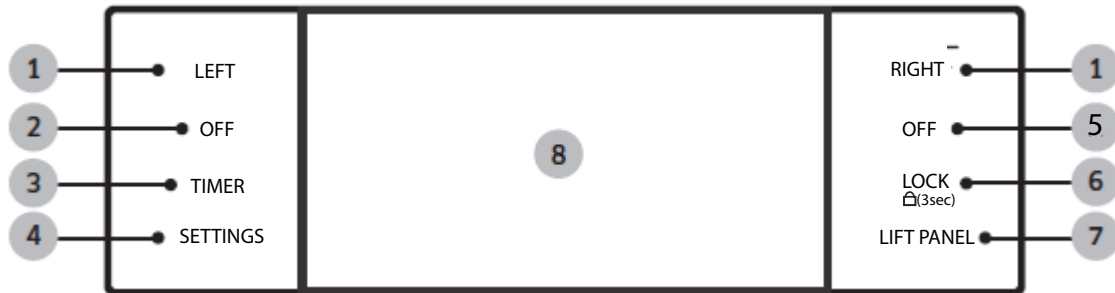 1 LEFT RIGHT 1
2 OFF 8 OFF 5
3 TIMER LOCK 6
(3sec)
4 SETTINGS LIFT PANEL 7